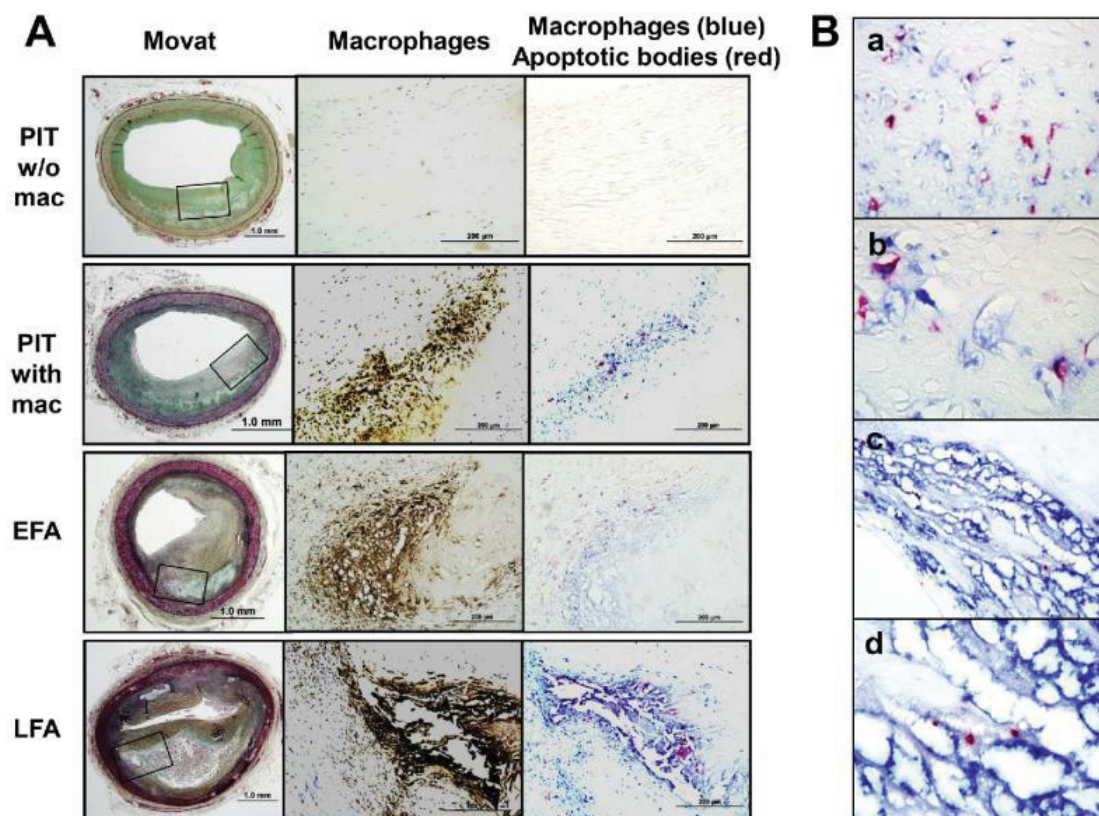 A
Movat
Macrophages
Macrophages (blue)
Apoptotic bodies (red)
B
PIT
w/o
mac
1.0 mm
200 µm
200 µm
PIT
with
mac
1.0 mm
200 µm
200 µm
EFA
1.0 mm
200 µm
200 µm
LFA
1.0 mm
200 µm
a
b
c
d